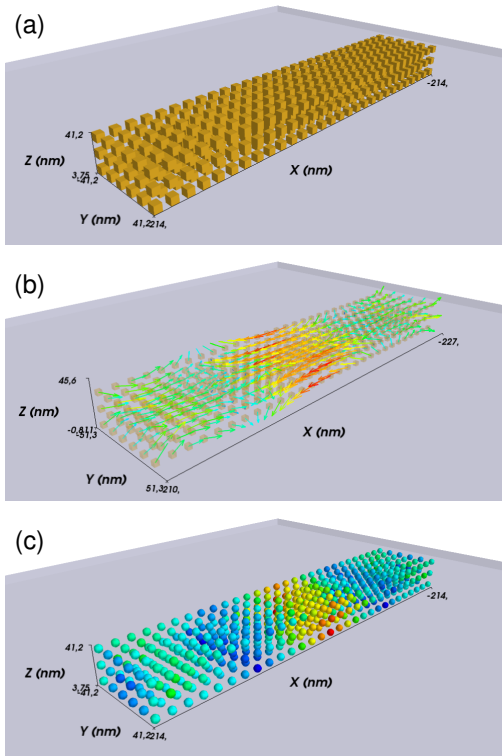 (a)
-214,
41,2
Z (nm)
X (nm)
3,75
-41,2
Y (nm)
41,2
214,
(b)
-227,
45,6
Z (nm)
X (nm)
-0,611
-51,3
Y (nm)
51,3
210,
(c)
-214,
41,2
Z (nm)
X (nm)
3,75
-41,2
Y (nm)
41,2
214,